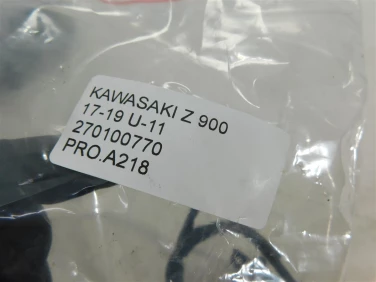 KAWASAKI Z 900
17-19 U-11
270100770
PRO.A218